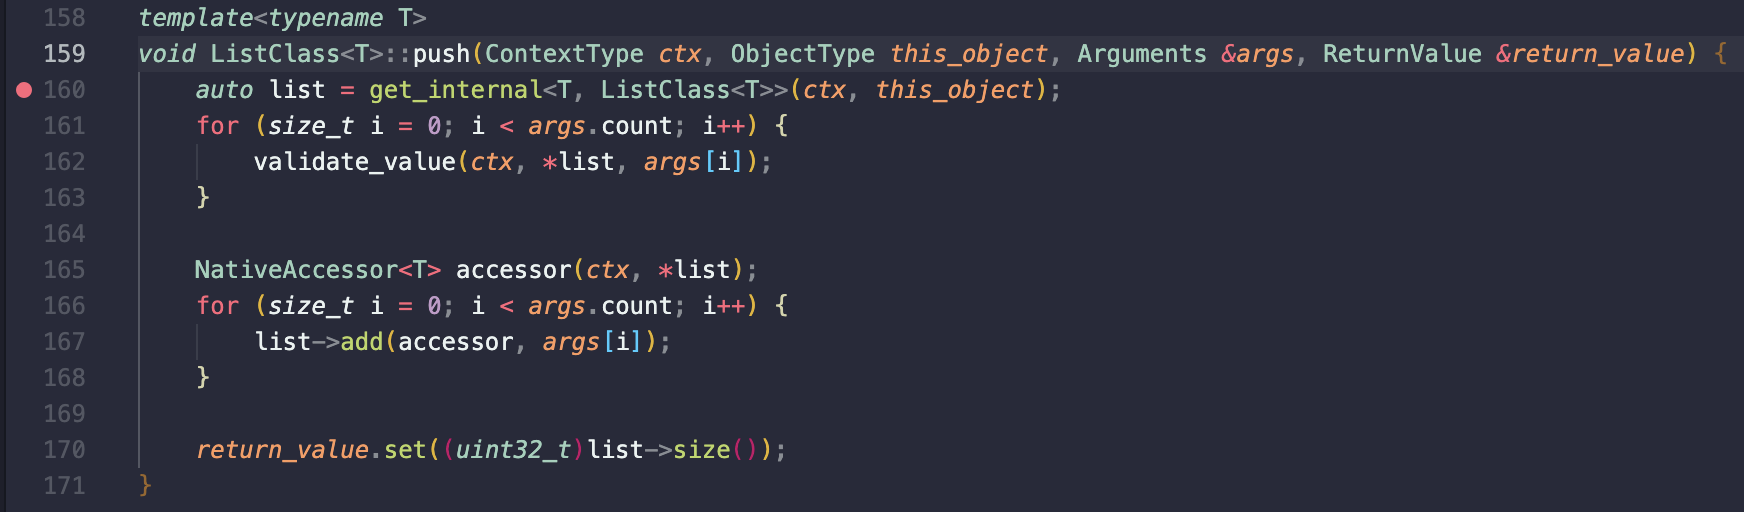 158 template<typename T>
159 void ListClass<T>::push(ContextType ctx, ObjectType this_object, Arguments &args, ReturnValue &return_value) {
160     auto list = get_internal<T, ListClass<T>>(ctx, this_object);
161     for (size_t i = 0; i < args.count; i++) {
162         validate_value(ctx, *list, args[i]);
163     }
164
165     NativeAccessor<T> accessor(ctx, *list);
166     for (size_t i = 0; i < args.count; i++) {
167         list->add(accessor, args[i]);
168     }
169
170     return_value.set((uint32_t)list->size());
171 }